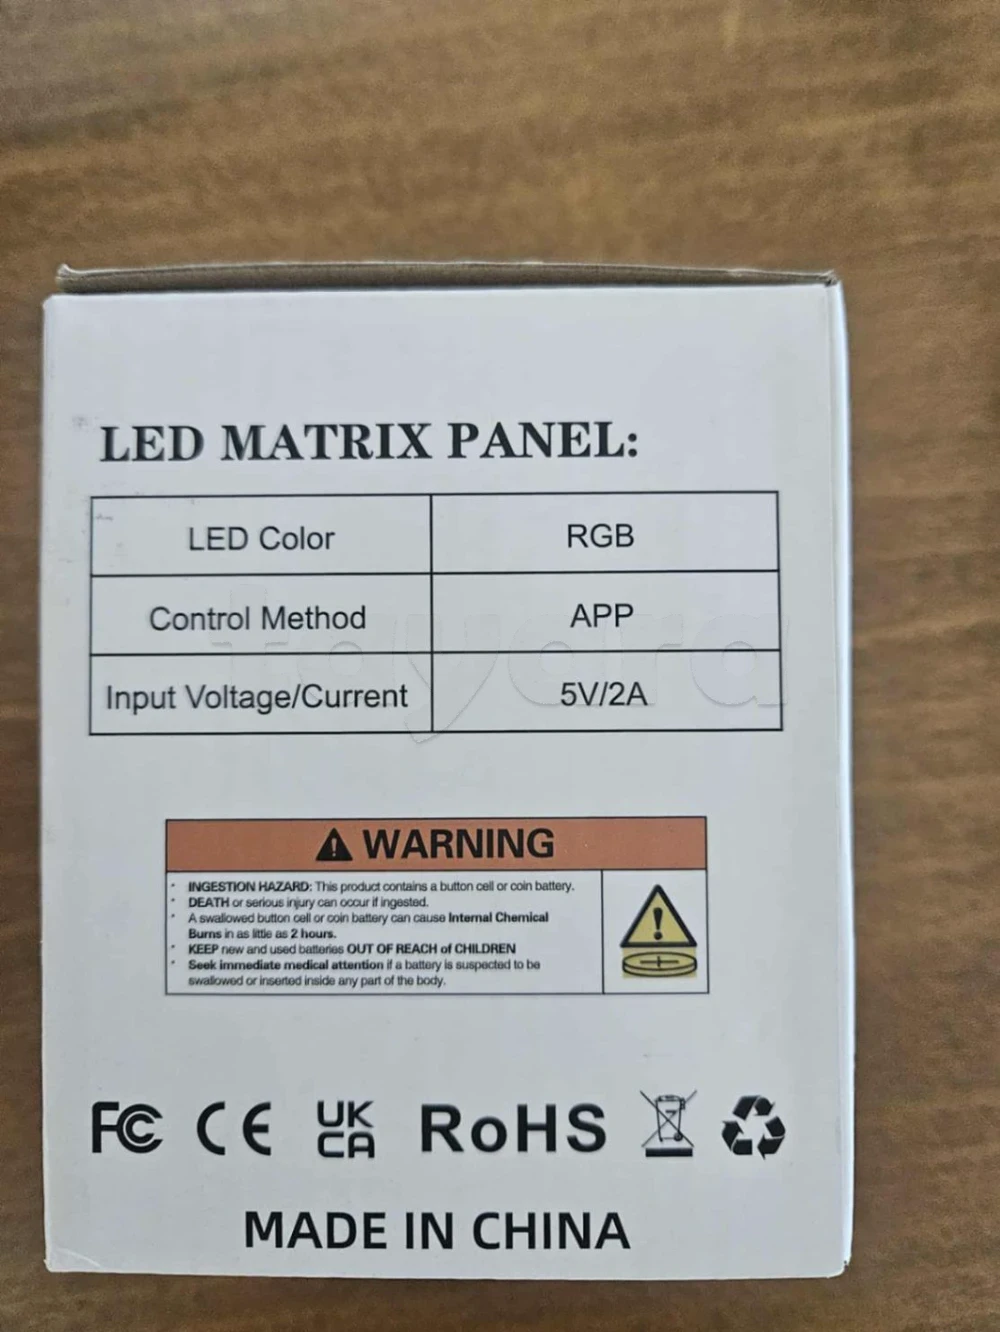 LED MATRIX PANEL:
LED Color RGB
Control Method APP
Input Voltage/Current 5V/2A
tayara
WARNING
INGESTION HAZARD: This product contains a button cell or coin battery.
DEATH or serious injury can occur if ingested.
A swallowed button cell or coin battery can cause Internal Chemical
Burns in as little as 2 hours.
KEEP new and used batteries OUT OF REACH of CHILDREN
Seek immediate medical attention if a battery is suspected to be
swallowed or inserted inside any part of the body.
FC CE UK CA RoHS
MADE IN CHINA